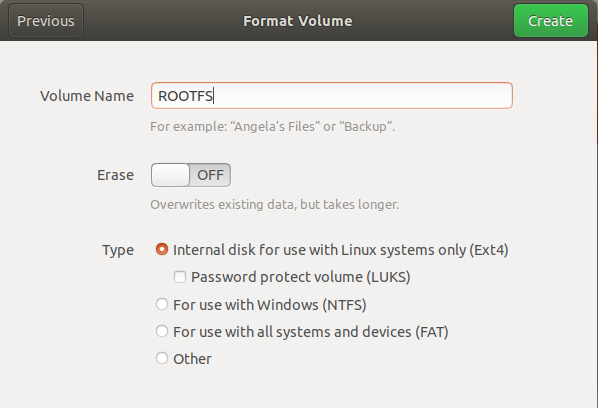 Previous Format Volume Create
Volume Name ROOTFS
For example: “Angela’s Files” or “Backup”.
Erase OFF
Overwrites existing data, but takes longer.
Type Internal disk for use with Linux systems only (Ext4)
Password protect volume (LUKS)
For use with Windows (NTFS)
For use with all systems and devices (FAT)
Other